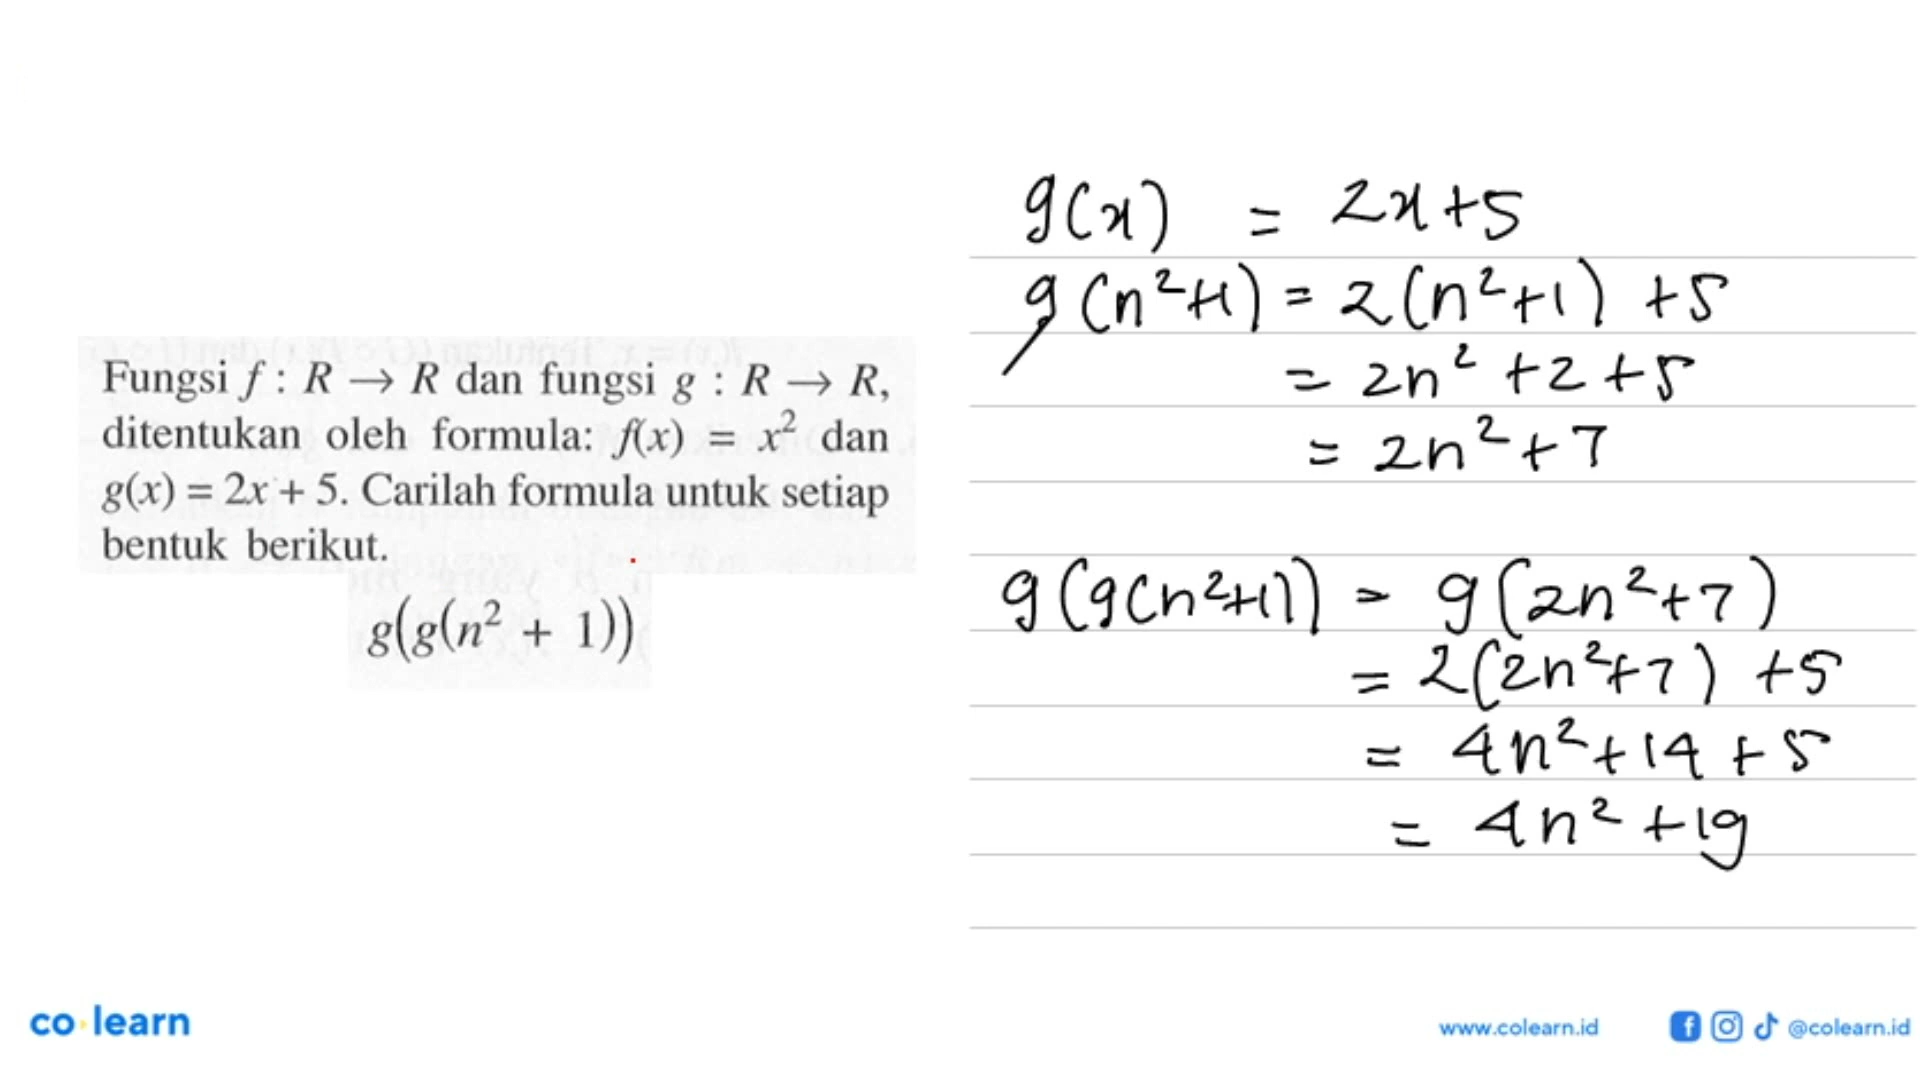 Fungsi f : R → R dan fungsi g : R → R,
ditentukan oleh formula: f(x) = x² dan
g(x) = 2x + 5. Carilah formula untuk setiap
bentuk berikut.
g(g(n² + 1))
g(x) = 2x+5
g(n²+1) = 2(n²+1) +5
= 2n² +2+5
= 2n²+7
g(g(n²+1)) = g(2n²+7)
= 2(2n²+7) +5
= 4n²+14+5
= 4n²+19
co learn
www.colearn.id
@colearn.id